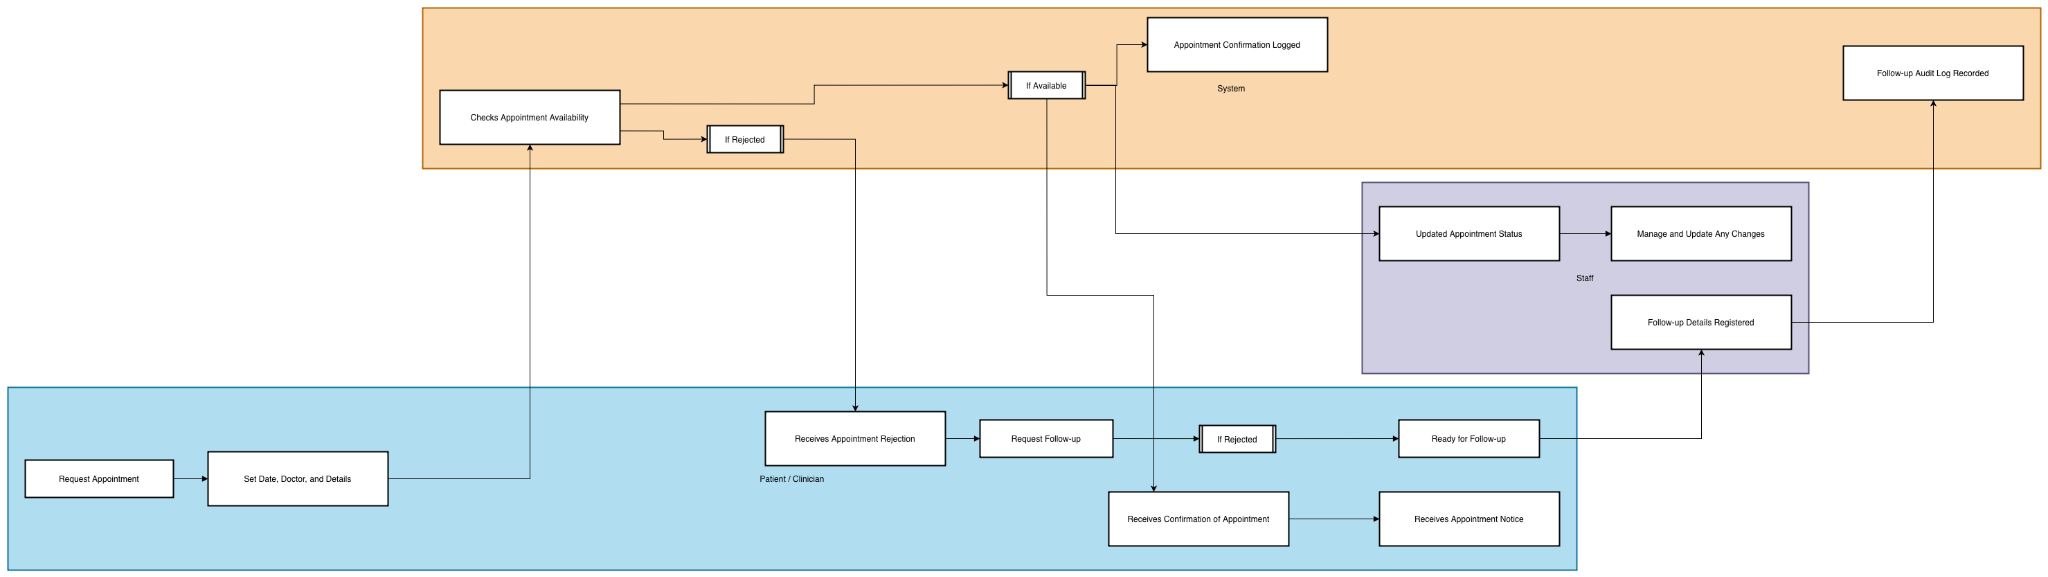 Appointment Confirmation Logged
Follow-up Audit Log Recorded
If Available
System
Checks Appointment Availability
If Rejected
Updated Appointment Status
Manage and Update Any Changes
Staff
Follow-up Details Registered
Receives Appointment Rejection
Request Follow-up
If Rejected
Ready for Follow-up
Request Appointment
Set Date, Doctor, and Details
Patient / Clinician
Receives Confirmation of Appointment
Receives Appointment Notice